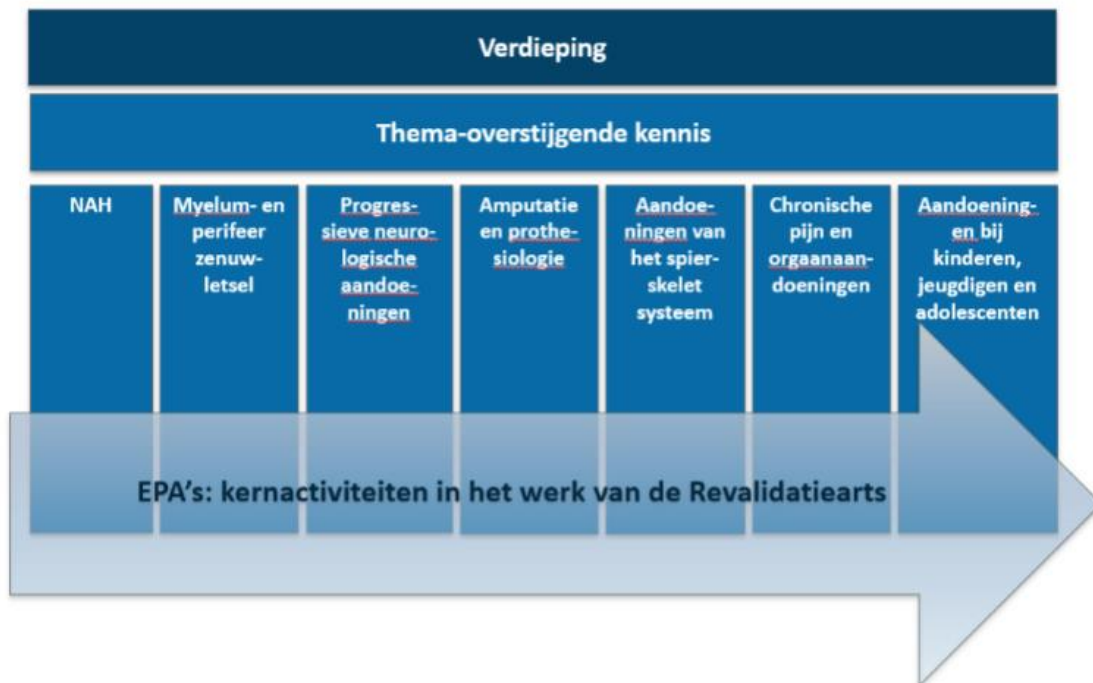 Verdieping
Thema-overstijgende kennis
NAH
Myelum- en
perifeer
zenuw-
letsel
Progres-
sieve neuro-
logische
aandoe-
ningen
Amputatie
en prothe-
siologie
Aandoe-
ningen van
het spier-
skelet
systeem
Chronische
pijn en
orgaanaan-
doeningen
Aandoening-
en bij
kinderen,
jeugdigen en
adolescenten
EPA's: kernactiviteiten in het werk van de Revalidatiearts